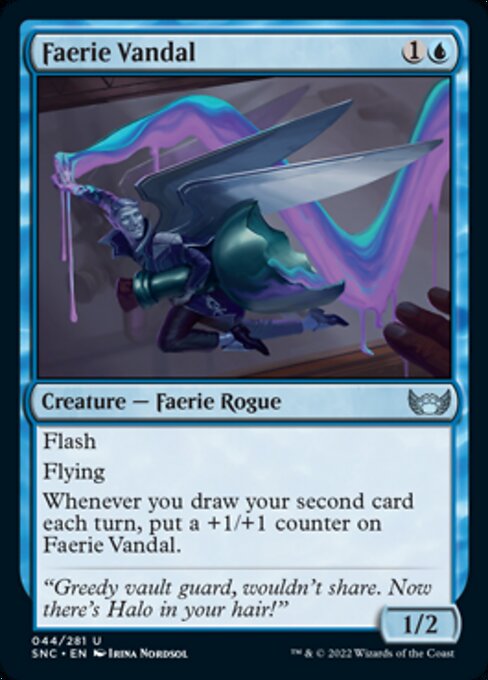 Faerie Vandal 1
Creature — Faerie Rogue
Flash
Flying
Whenever you draw your second card
each turn, put a +1/+1 counter on
Faerie Vandal.
“Greedy vault guard, wouldn’t share. Now
there’s Halo in your hair!”
1/2
044/281 U
SNC • EN Irina Nordsol
™ & © 2022 Wizards of the Coast